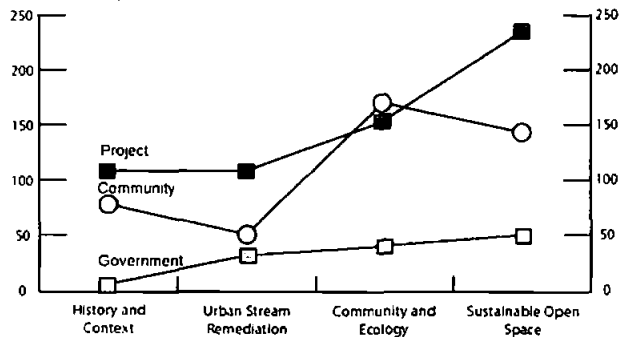 250
200
150
100
50
0
250
200
150
100
50
0
Project
Community
Government
History and
Context
Urban Stream
Remediation
Community and
Ecology
Sustainable Open
Space